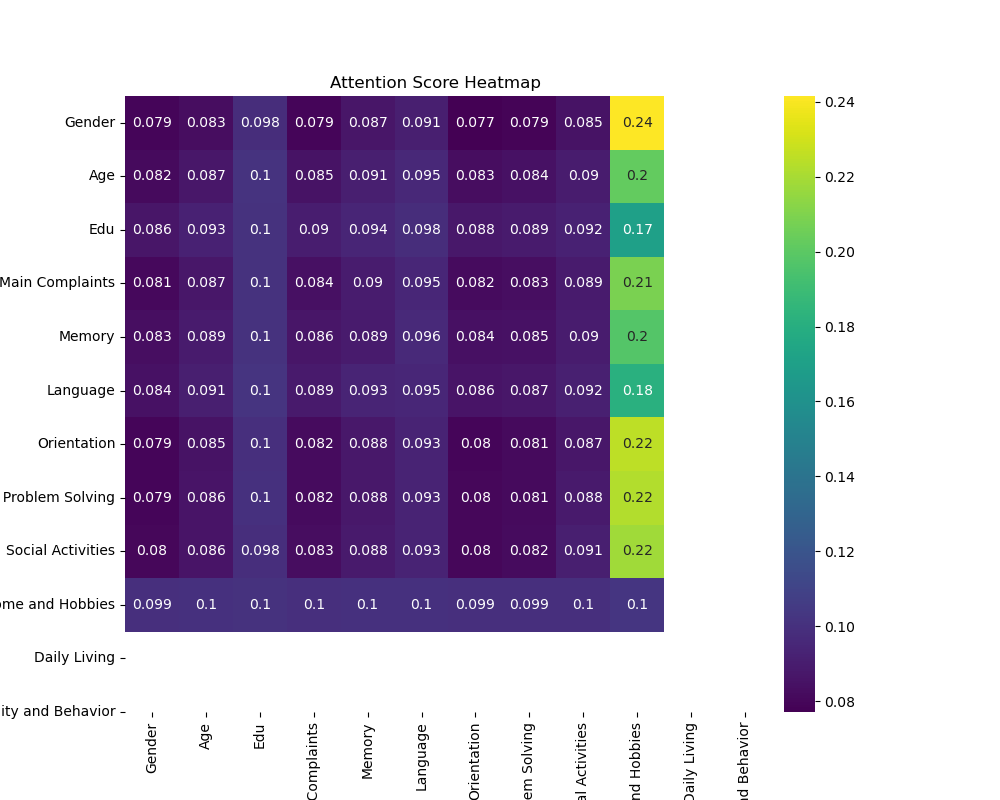 Attention Score Heatmap
Gender 0.079 0.083 0.098 0.079 0.087 0.091 0.077 0.079 0.085 0.24
Age 0.082 0.087 0.1 0.085 0.091 0.095 0.083 0.084 0.09 0.2
Edu 0.086 0.093 0.1 0.09 0.094 0.098 0.088 0.089 0.092 0.17
Main Complaints 0.081 0.087 0.1 0.084 0.09 0.095 0.082 0.083 0.089 0.21
Memory 0.083 0.089 0.1 0.086 0.089 0.096 0.084 0.085 0.09 0.2
Language 0.084 0.091 0.1 0.089 0.093 0.095 0.086 0.087 0.092 0.18
Orientation 0.079 0.085 0.1 0.082 0.088 0.093 0.08 0.081 0.087 0.22
Problem Solving 0.079 0.086 0.1 0.082 0.088 0.093 0.08 0.081 0.088 0.22
Social Activities 0.08 0.086 0.098 0.083 0.088 0.093 0.08 0.082 0.091 0.22
ome and Hobbies 0.099 0.1 0.1 0.1 0.1 0.1 0.099 0.099 0.1 0.1
Daily Living
ity and Behavior
Gender
Age
Edu
Complaints
Memory
Language
Orientation
em Solving
al Activities
nd Hobbies
Daily Living
nd Behavior
0.24
0.22
0.20
0.18
0.16
0.14
0.12
0.10
0.08